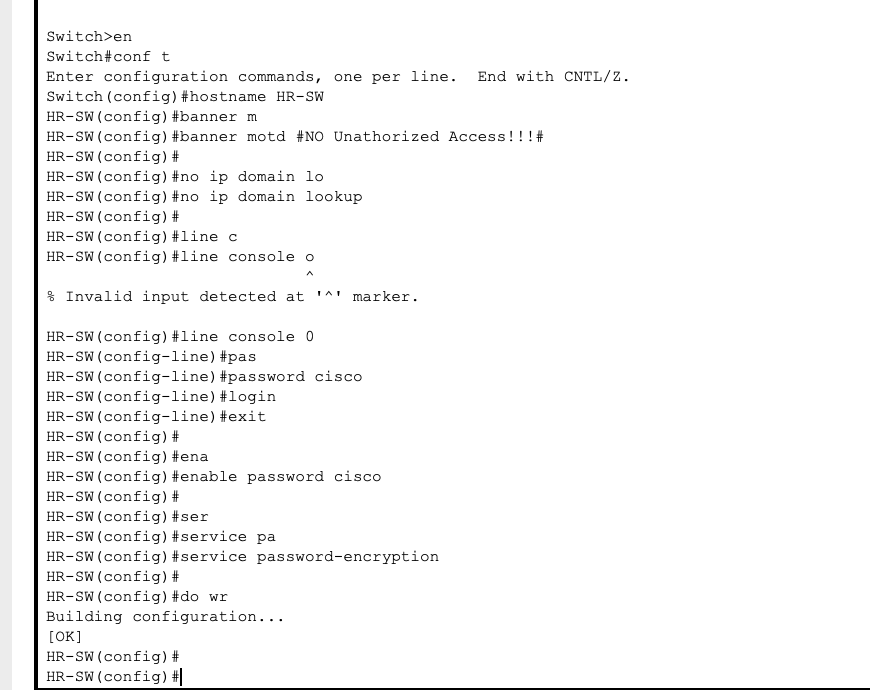 Switch>en
Switch#conf t
Enter configuration commands, one per line.  End with CNTL/Z.
Switch(config)#hostname HR-SW
HR-SW(config)#banner m
HR-SW(config)#banner motd #NO Unathorized Access!!!#
HR-SW(config)#
HR-SW(config)#no ip domain lo
HR-SW(config)#no ip domain lookup
HR-SW(config)#
HR-SW(config)#line c
HR-SW(config)#line console o
^
% Invalid input detected at '^' marker.
HR-SW(config)#line console 0
HR-SW(config-line)#pas
HR-SW(config-line)#password cisco
HR-SW(config-line)#login
HR-SW(config-line)#exit
HR-SW(config)#
HR-SW(config)#ena
HR-SW(config)#enable password cisco
HR-SW(config)#
HR-SW(config)#ser
HR-SW(config)#service pa
HR-SW(config)#service password-encryption
HR-SW(config)#
HR-SW(config)#do wr
Building configuration...
[OK]
HR-SW(config)#
HR-SW(config)#